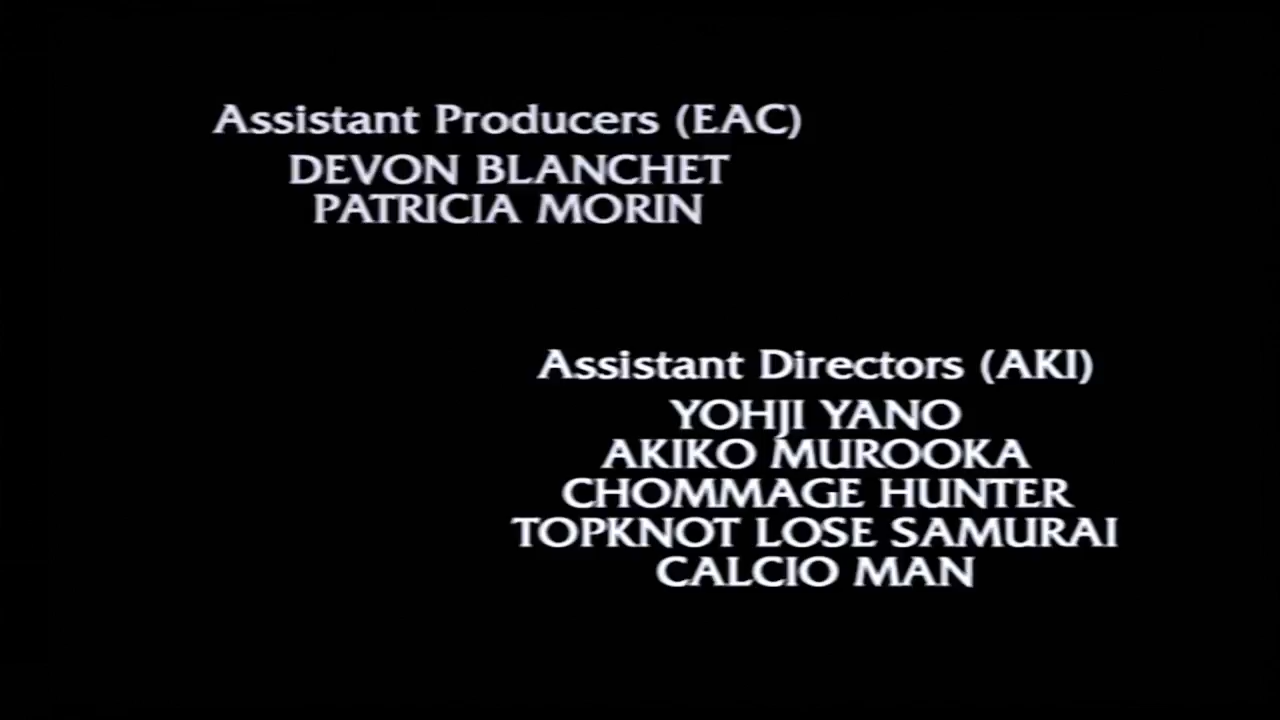 Assistant Producers (EAC)
DEVON BLANCHET
PATRICIA MORIN
Assistant Directors (AKI)
YOHJI YANO
AKIKO MUROOKA
CHOMMAGE HUNTER
TOPKNOT LOSE SAMURAI
CALCIO MAN